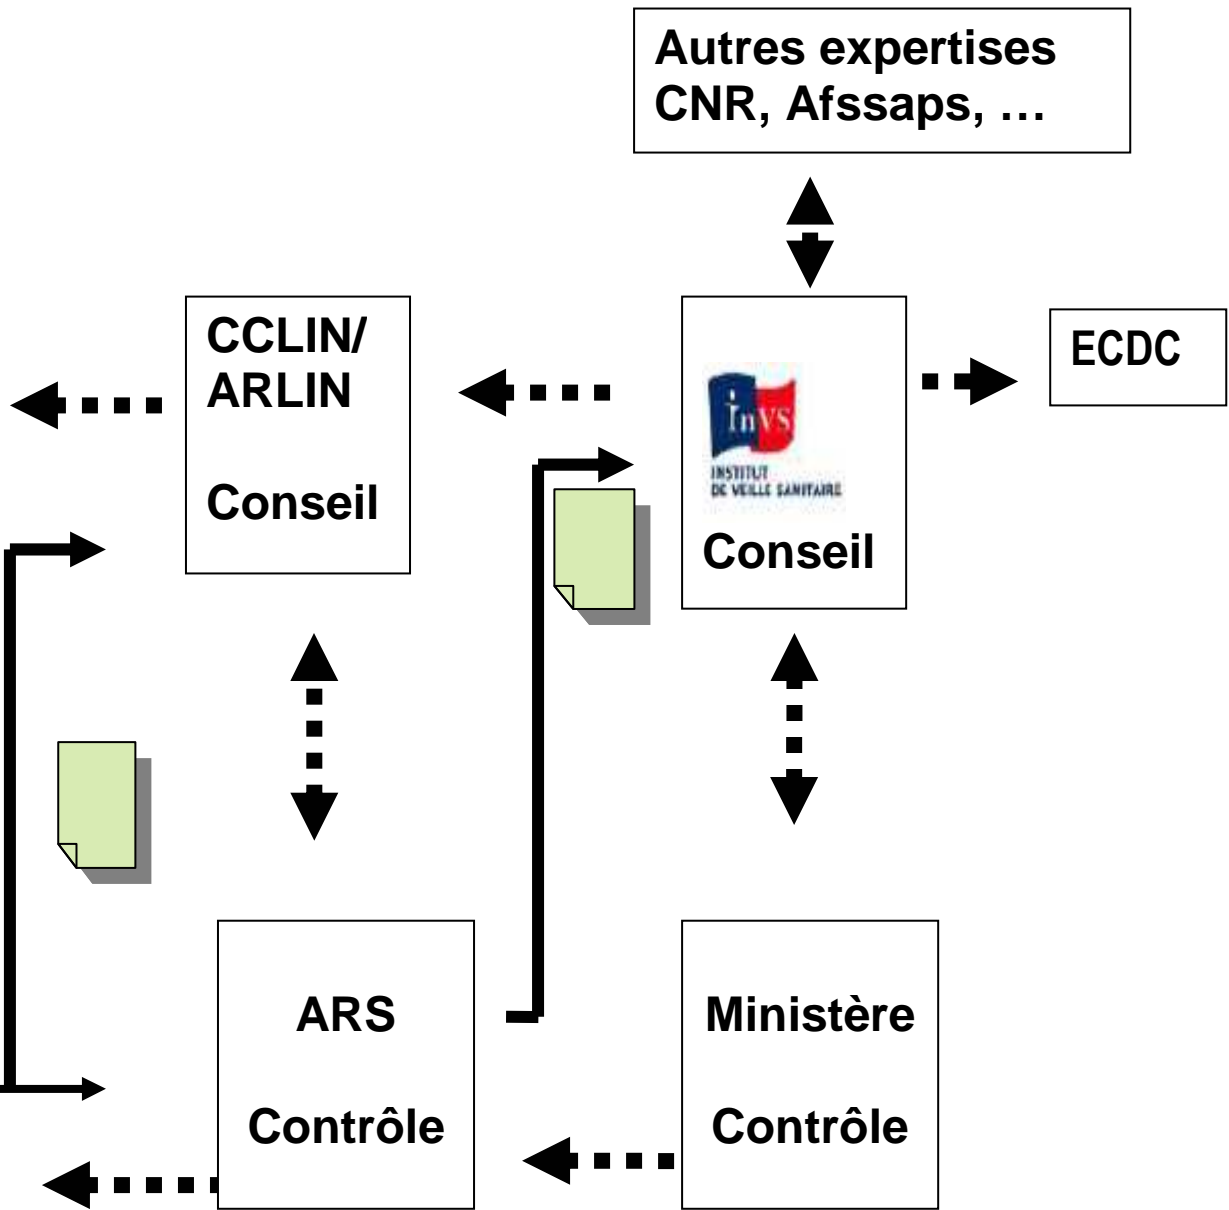 Autres expertises
CNR, Afssaps, …
CCLIN/
ARLIN
Conseil
InVS
INSTITUT
DE VEILLE SANITAIRE
Conseil
ECDC
ARS
Contrôle
Ministère
Contrôle